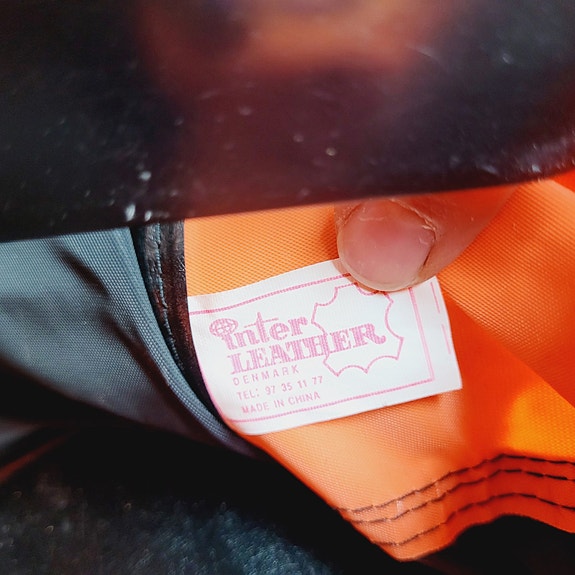 inter
LEATHER
DENMARK
TEL: 97 35 11 77
MADE IN CHINA